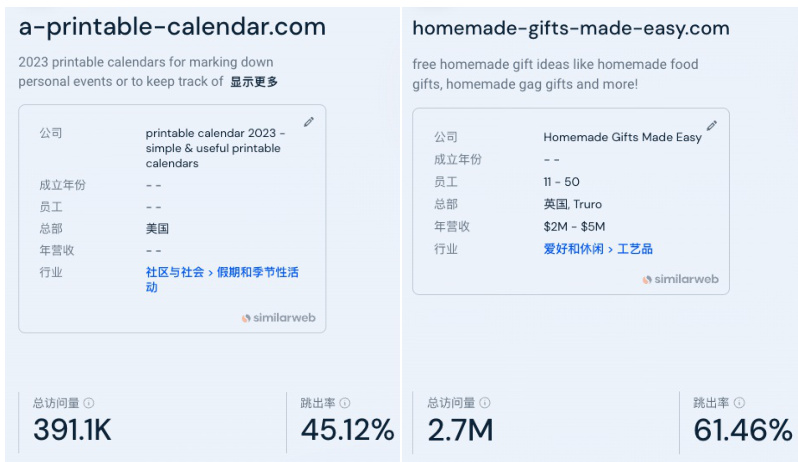 a-printable-calendar.com
2023 printable calendars for marking down
personal events or to keep track of 显示更多
公司 printable calendar 2023 -
simple & useful printable
calendars
成立年份 - -
员工 - -
总部 美国
年营收 - -
行业 社区与社会 > 假期和季节性活
动
similarweb
总访问量 跳出率
391.1K 45.12%
homemade-gifts-made-easy.com
free homemade gift ideas like homemade food
gifts, homemade gag gifts and more!
公司 Homemade Gifts Made Easy
成立年份 - -
员工 11 - 50
总部 英国, Truro
年营收 $2M - $5M
行业 爱好和休闲 > 工艺品
similarweb
总访问量 跳出率
2.7M 61.46%